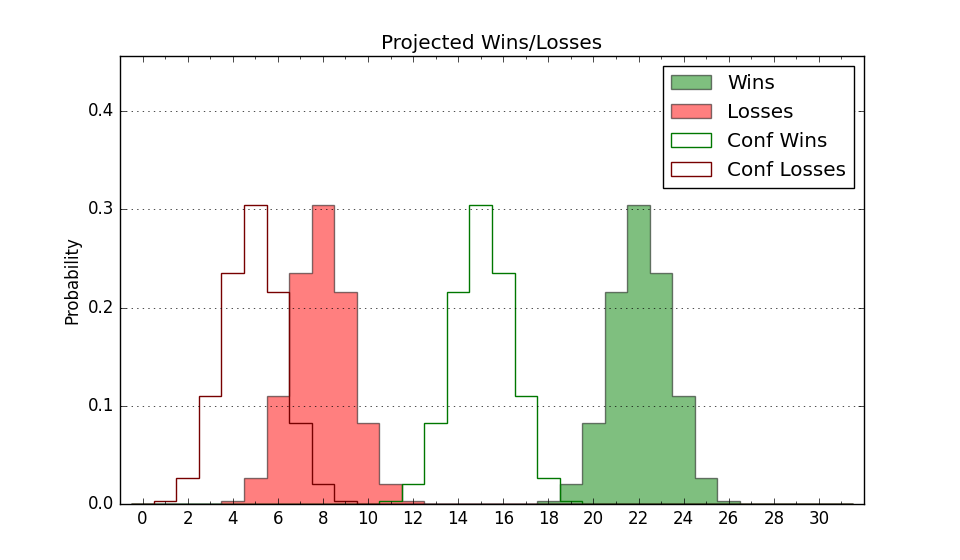 Projected Wins/Losses
Wins
Losses
Conf Wins
Conf Losses
Probability
0.4
0.3
0.2
0.1
0.0
0 2 4 6 8 10 12 14 16 18 20 22 24 26 28 30